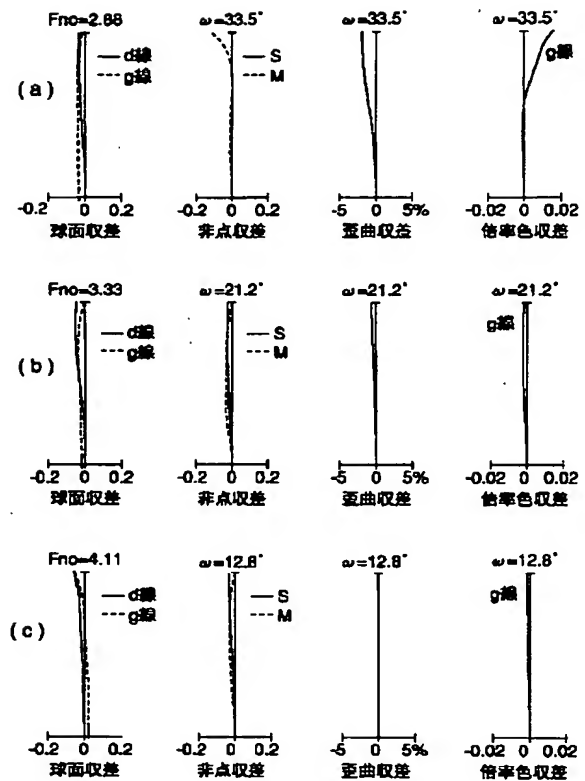 Fno=2.88 ω=33.5° ω=33.5° ω=33.5°
(a)
d線
g線
S
M
g線
-0.2 0 0.2 -0.2 0 0.2 -5 0 5% -0.02 0 0.02
球面収差 非点収差 歪曲収差 倍率色収差
Fno=3.33 ω=21.2° ω=21.2° ω=21.2°
(b)
d線
g線
S
M
g線
-0.2 0 0.2 -0.2 0 0.2 -5 0 5% -0.02 0 0.02
球面収差 非点収差 歪曲収差 倍率色収差
Fno=4.11 ω=12.8° ω=12.8° ω=12.8°
(c)
d線
g線
S
M
g線
-0.2 0 0.2 -0.2 0 0.2 -5 0 5% -0.02 0 0.02
球面収差 非点収差 歪曲収差 倍率色収差